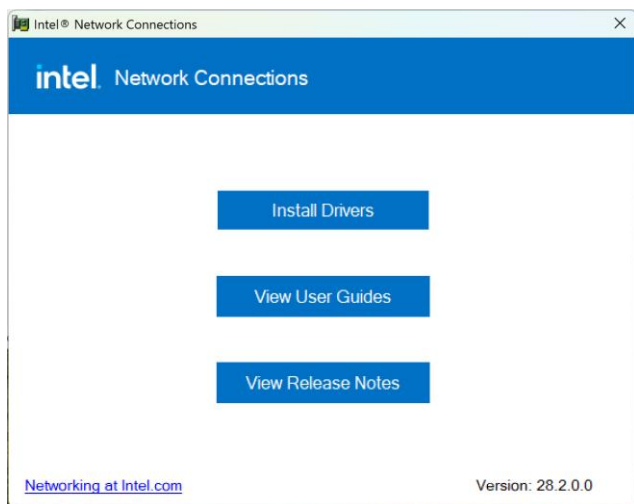 Intel® Network Connections
intel. Network Connections
Install Drivers
View User Guides
View Release Notes
Networking at Intel.com Version: 28.2.0.0